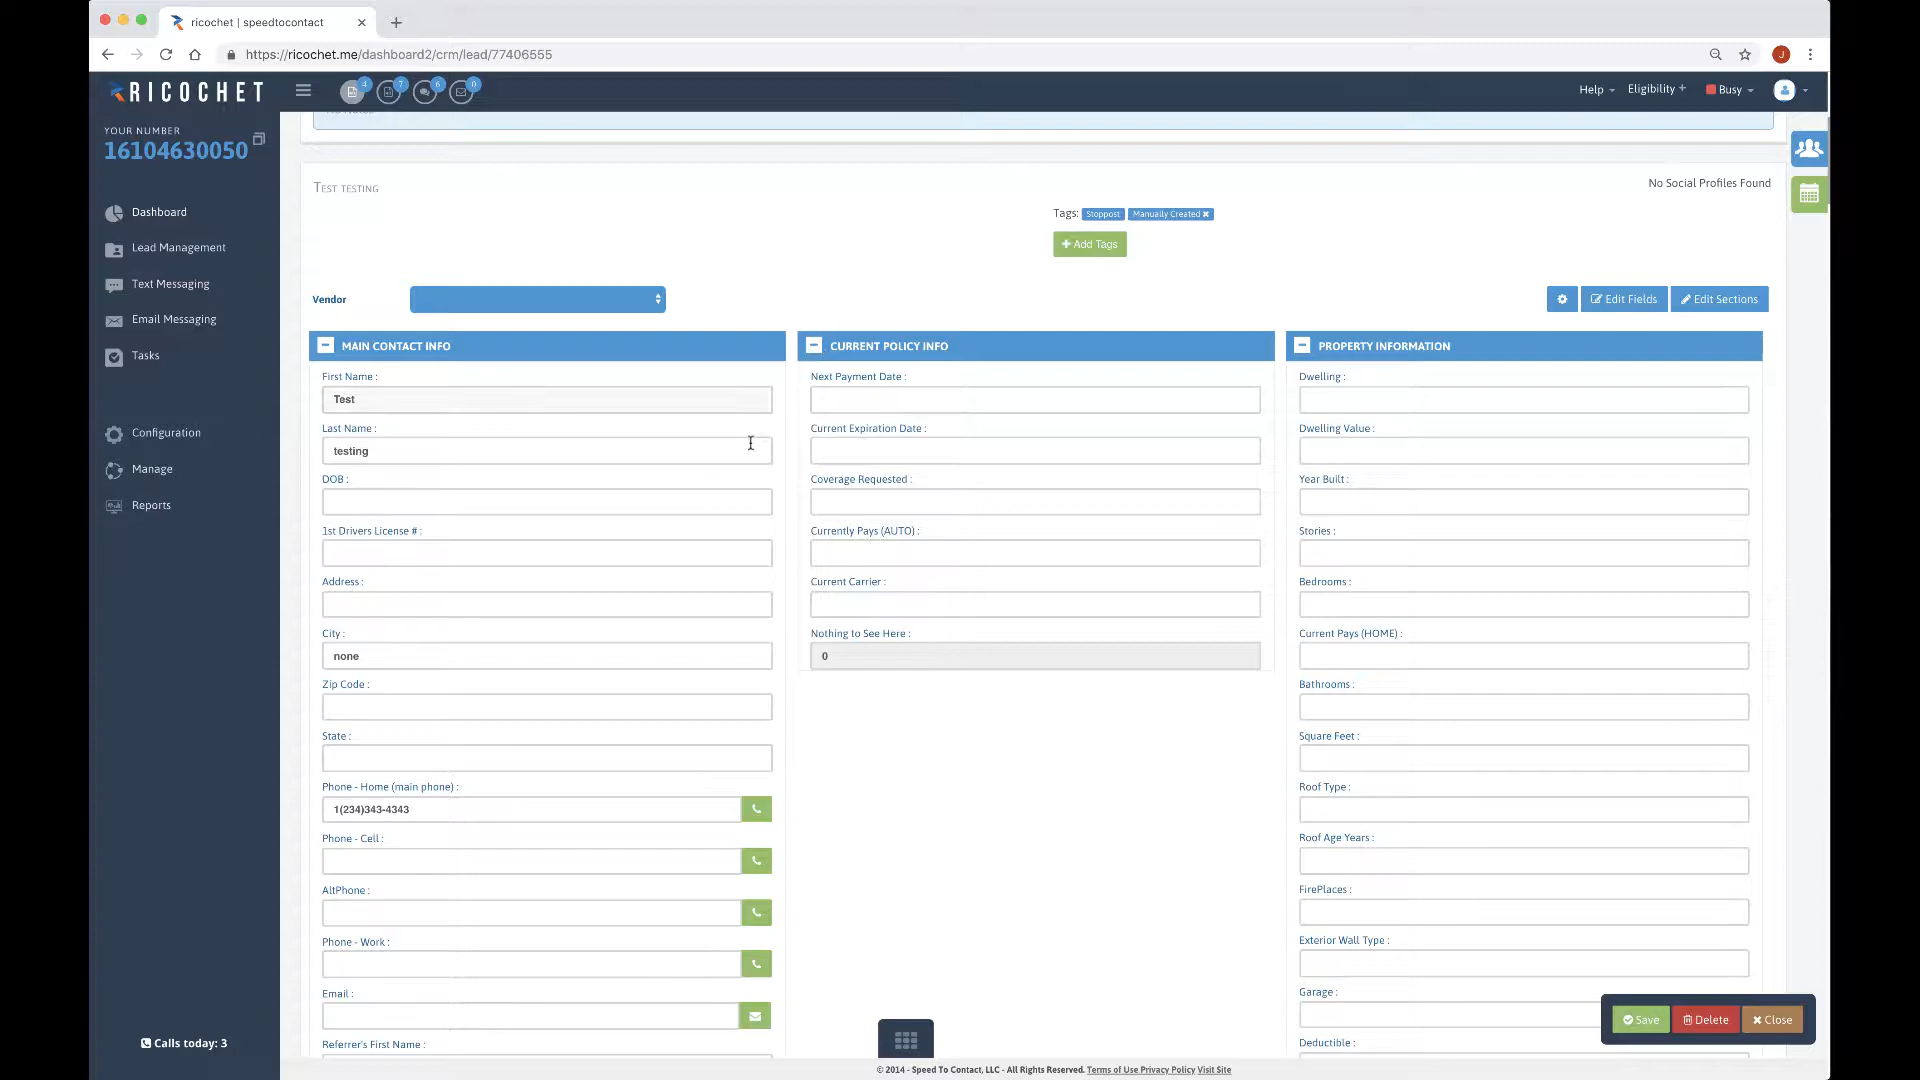 ricochet | speedtocontact
https://ricochet.me/dashboard2/crm/lead/77406555
J
RICOCHET
4
7
6
0
Help
Eligibility +
Busy
YOUR NUMBER
16104630050
Dashboard
Lead Management
Text Messaging
Email Messaging
Tasks
Configuration
Manage
Reports
Calls today: 3
TEST TESTING
No Social Profiles Found
Tags: Stoppost Manually Created
+ Add Tags
Vendor
Edit Fields
Edit Sections
MAIN CONTACT INFO
First Name :
Test
Last Name :
testing
DOB :
1st Drivers License # :
Address :
City :
none
Zip Code :
State :
Phone - Home (main phone) :
1(234)343-4343
Phone - Cell :
AltPhone :
Phone - Work :
Email :
Referrer's First Name :
CURRENT POLICY INFO
Next Payment Date :
Current Expiration Date :
Coverage Requested :
Currently Pays (AUTO) :
Current Carrier :
Nothing to See Here :
0
PROPERTY INFORMATION
Dwelling :
Dwelling Value :
Year Built :
Stories :
Bedrooms :
Current Pays (HOME) :
Bathrooms :
Square Feet :
Roof Type :
Roof Age Years :
FirePlaces :
Exterior Wall Type :
Garage :
Deductible :
Save
Delete
Close
© 2014 - Speed To Contact, LLC - All Rights Reserved. Terms of Use Privacy Policy Visit Site